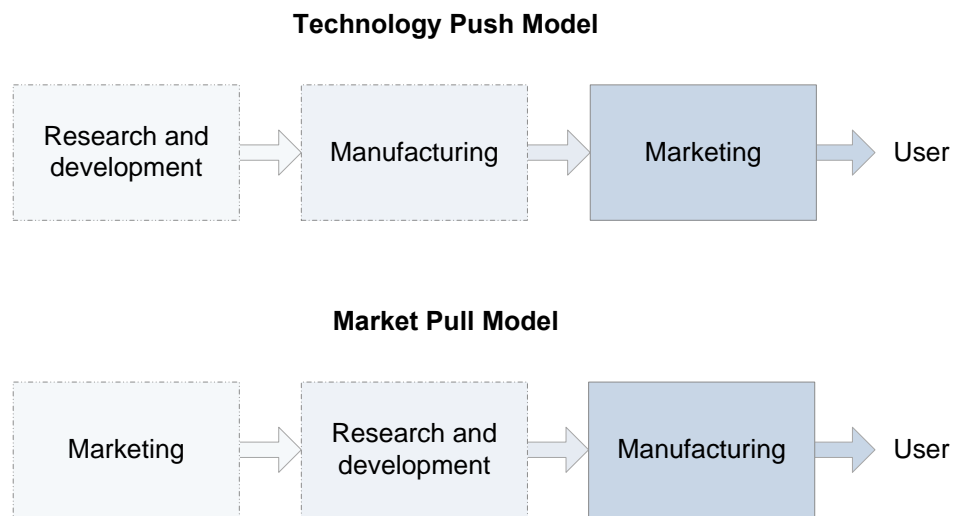 Technology Push Model
Research and
development
Manufacturing
Marketing
User
Market Pull Model
Marketing
Research and
development
Manufacturing
User